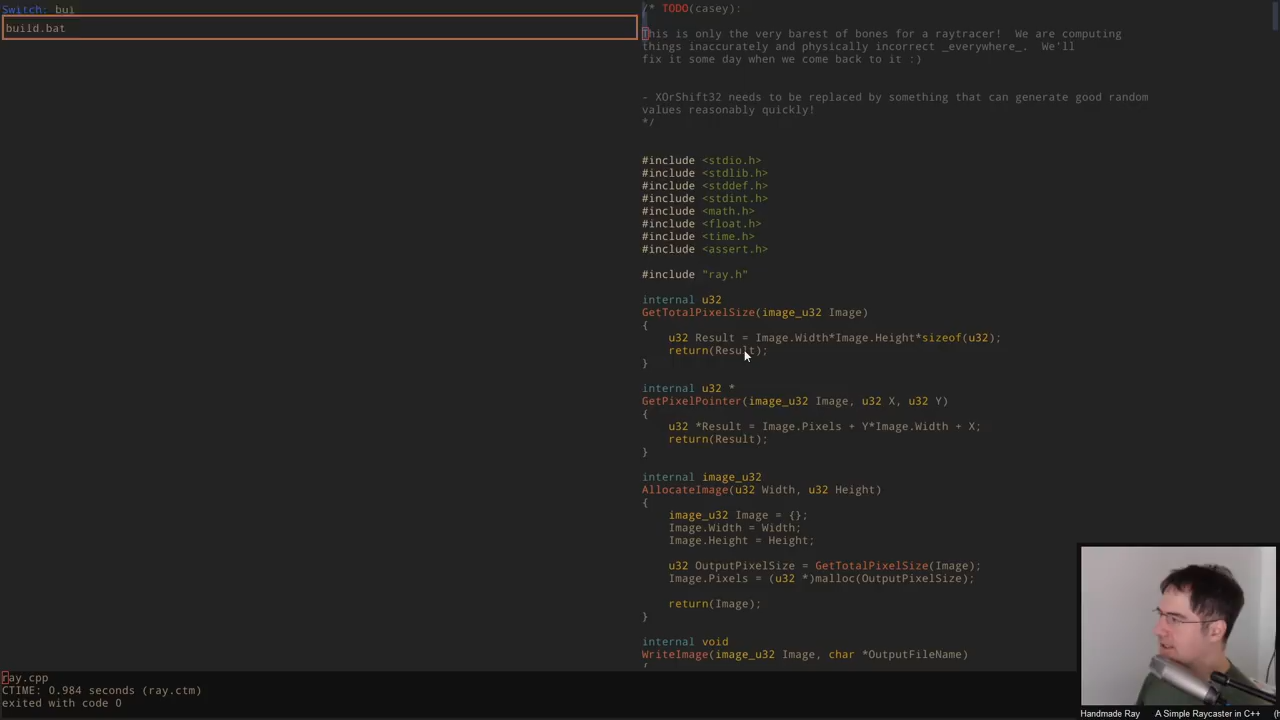 Switch: bui
build.bat
/* TODO(casey):
This is only the very barest of bones for a raytracer!  We are computing
things inaccurately and physically incorrect _everywhere_.  We'll
fix it some day when we come back to it :)
- XOrShift32 needs to be replaced by something that can generate good random
values reasonably quickly!
*/
#include <stdio.h>
#include <stdlib.h>
#include <stddef.h>
#include <stdint.h>
#include <math.h>
#include <float.h>
#include <time.h>
#include <assert.h>
#include "ray.h"
internal u32
GetTotalPixelSize(image_u32 Image)
{
u32 Result = Image.Width*Image.Height*sizeof(u32);
return(Result);
}
internal u32 *
GetPixelPointer(image_u32 Image, u32 X, u32 Y)
{
u32 *Result = Image.Pixels + Y*Image.Width + X;
return(Result);
}
internal image_u32
AllocateImage(u32 Width, u32 Height)
{
image_u32 Image = {};
Image.Width = Width;
Image.Height = Height;
u32 OutputPixelSize = GetTotalPixelSize(Image);
Image.Pixels = (u32 *)malloc(OutputPixelSize);
return(Image);
}
internal void
WriteImage(image_u32 Image, char *OutputFileName)
ray.cpp
CTIME: 0.984 seconds (ray.ctm)
exited with code 0
Handmade Ray A Simple Raycaster in C++